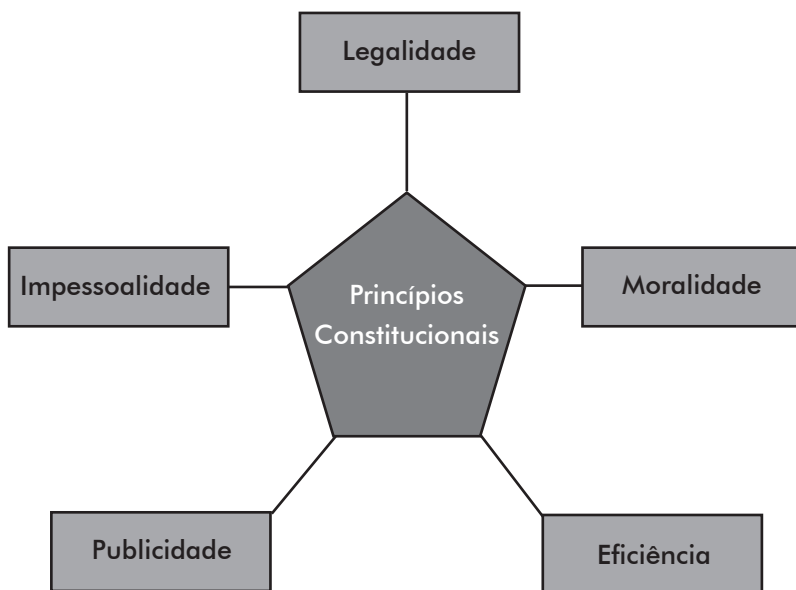 Legalidade
Impessoalidade
Princípios
Constitucionais
Moralidade
Publicidade
Eficiência